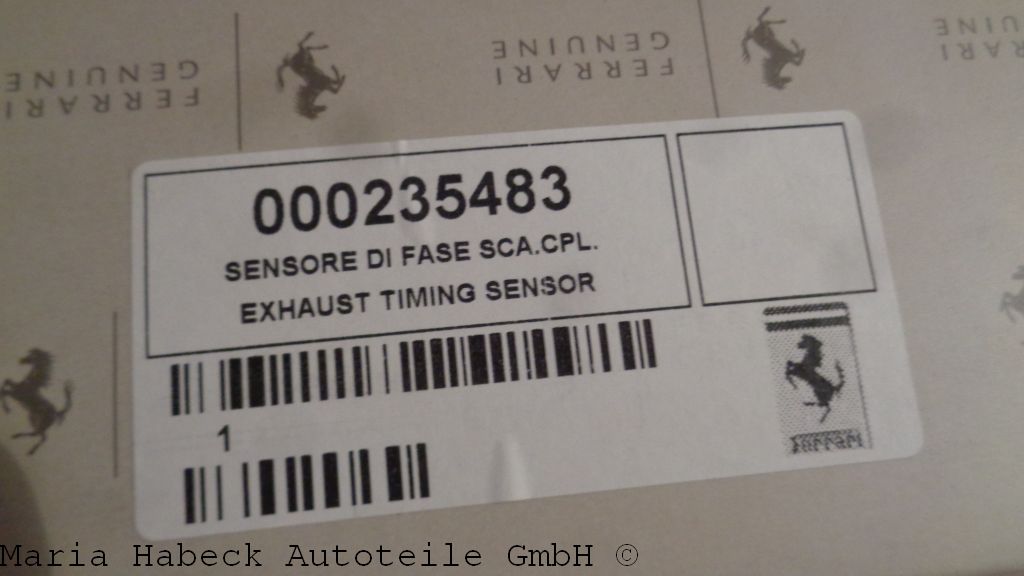 FERRARI
GENUINE
FERRARI
GENUINE
GENUINE
000235483
SENSORE DI FASE SCA.CPL.
EXHAUST TIMING SENSOR
1
Ferrari
Maria Habeck Autoteile GmbH ©